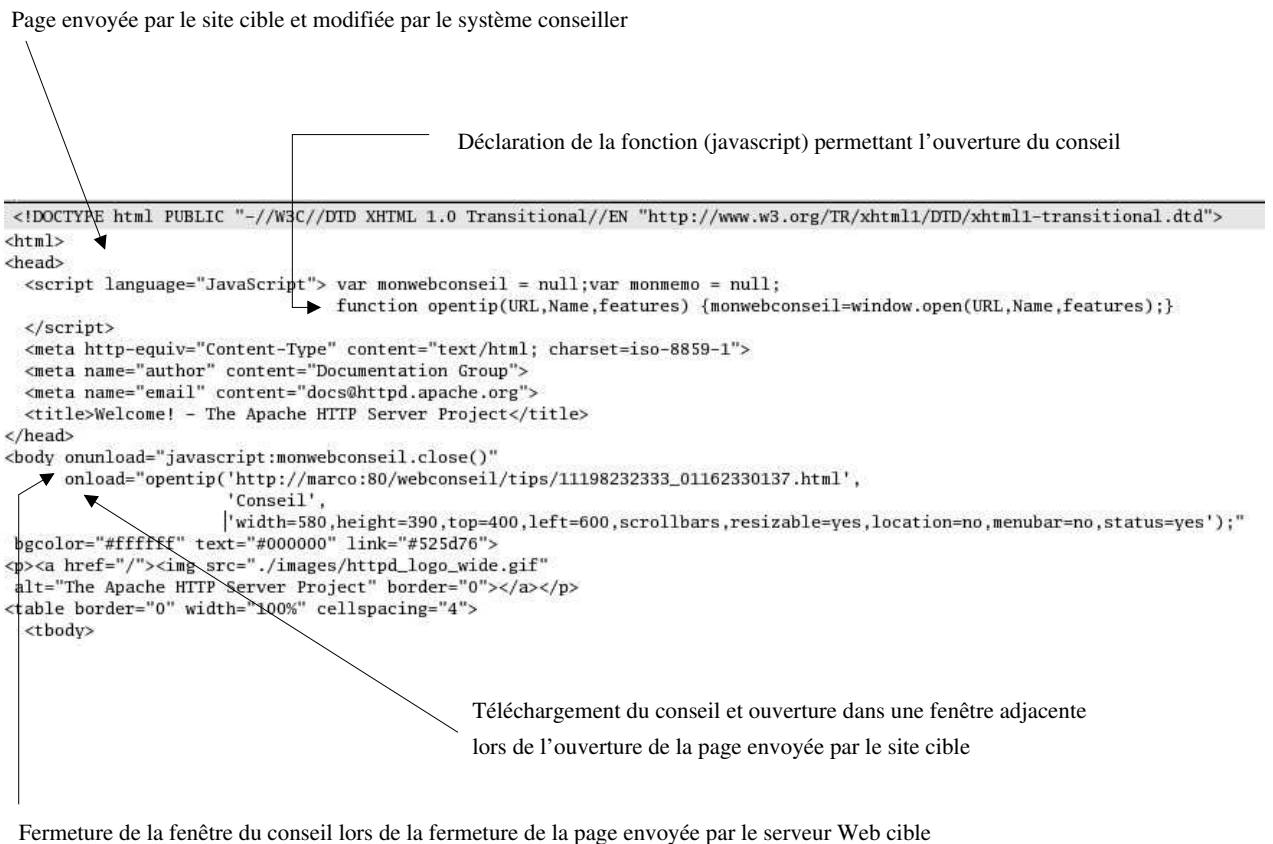 Page envoyée par le site cible et modifiée par le système conseiller
Déclaration de la fonction (javascript) permettant l'ouverture du conseil
<!DOCTYPE html PUBLIC "-//W3C//DTD XHTML 1.0 Transitional//EN "http://www.w3.org/TR/xhtml1/DTD/xhtml1-transitional.dtd">
<html>
<head>
<script language="JavaScript"> var monwebconseil = null;var monmemo = null;
function opentip(URL,Name,features) {monwebconseil=window.open(URL,Name,features);}
</script>
<meta http-equiv="Content-Type" content="text/html; charset=iso-8859-1">
<meta name="author" content="Documentation Group">
<meta name="email" content="docs@httpd.apache.org">
<title>Welcome! - The Apache HTTP Server Project</title>
</head>
<body onunload="javascript:monwebconseil.close()"
onload="opentip('http://marco:80/webconseil/tips/11198232333_01162330137.html',
'Conseil',
'width=580,height=390,top=400,left=600,scrollbars,resizable=yes,location=no,menubar=no,status=yes');"
bgcolor="#ffffff" text="#000000" link="#525d76">
<p><a href="/"><img src="./images/httpd_logo_wide.gif"
alt="The Apache HTTP Server Project" border="0"></a></p>
<table border="0" width="100%" cellspacing="4">
<tbody>
Téléchargement du conseil et ouverture dans une fenêtre adjacente
lors de l'ouverture de la page envoyée par le site cible
Fermeture de la fenêtre du conseil lors de la fermeture de la page envoyée par le serveur Web cible